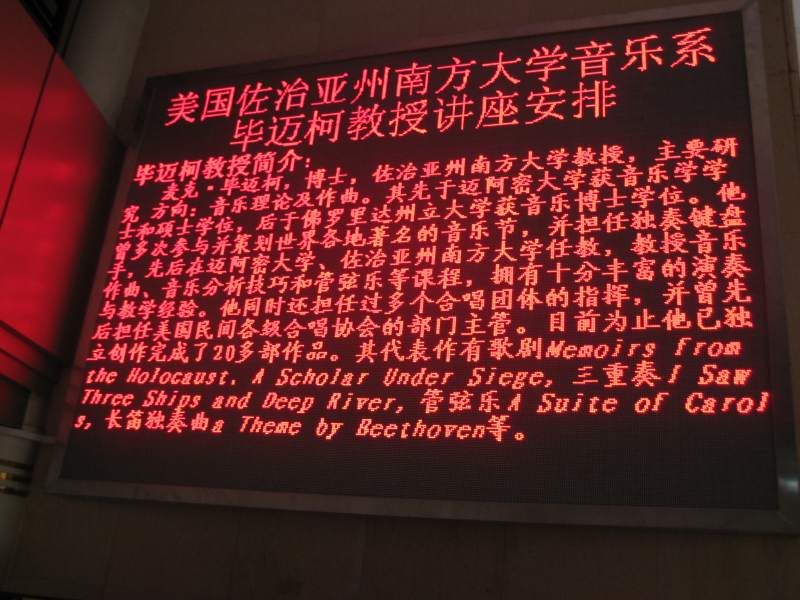 美国佐治亚州南方大学音乐系
毕迈柯教授讲座安排
毕迈柯教授简介：
麦克·毕迈柯，博士，佐治亚州南方大学教授，主要研
究 方向：音乐理论及作曲。其先于迈阿密大学获音乐学学
士和硕士学位，后于佛罗里达州立大学获音乐博士学位。他
曾多次参与并策划世界各地著名的音乐节，并担任独奏键盘
手，先后在迈阿密大学、佐治亚州南方大学任教，教授音乐
作曲、音乐分析技巧和管弦乐等课程，拥有十分丰富的演奏
与教学经验。他同时还担任过多个合唱团体的指挥，并曾先
后担任美国民间各级合唱协会的部门主管。目前为止他已独
立创作完成了20多部作品。其代表作有歌剧Memoirs from
the Holocaust, A Scholar Under Siege, 三重奏I Saw
Three Ships and Deep River, 管弦乐A Suite of Carol
s, 长笛独奏曲a Theme by Beethoven等。